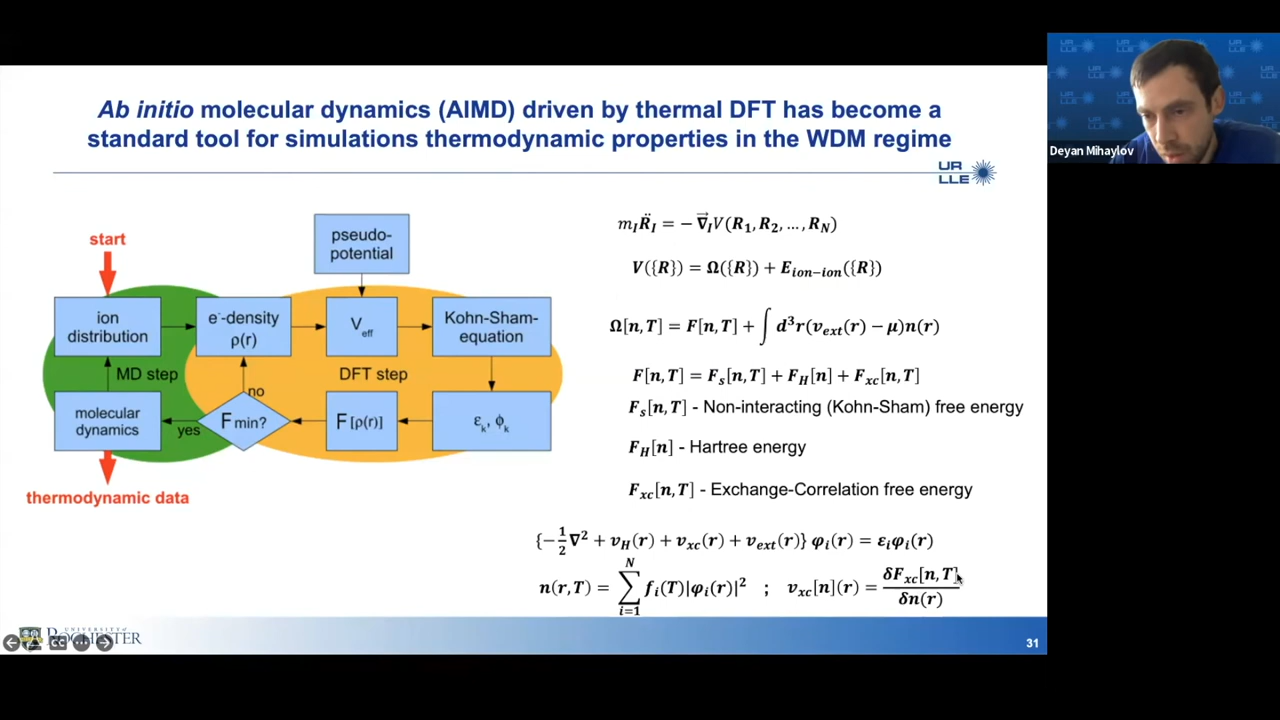 Ab initio molecular dynamics (AIMD) driven by thermal DFT has become a
standard tool for simulations thermodynamic properties in the WDM regime
UR
LLE
Deyan Mihaylov
start
pseudo-
potential
ion
distribution
e⁻-density
ρ(r)
V_eff
Kohn-Sham-
equation
MD step
DFT step
no
molecular
dynamics
yes
F min?
F [ρ(r)]
ε_k, ϕ_k
thermodynamic data
m_I R̈_I = −∇⃗_I V(R_1, R_2, …, R_N)
V({R}) = Ω({R}) + E_ion−ion({R})
Ω[n, T] = F[n, T] + ∫ d³r(v_ext(r) − μ)n(r)
F[n, T] = F_s[n, T] + F_H[n] + F_xc[n, T]
F_s[n, T] - Non-interacting (Kohn-Sham) free energy
F_H[n] - Hartree energy
F_xc[n, T] - Exchange-Correlation free energy
{−½∇² + v_H(r) + v_xc(r) + v_ext(r)} φ_i(r) = ε_iφ_i(r)
n(r, T) = ∑_{i=1}^{N} f_i(T)|φ_i(r)|² ; v_xc[n](r) = δF_xc[n, T] / δn(r)
ROCHESTER
CC
31